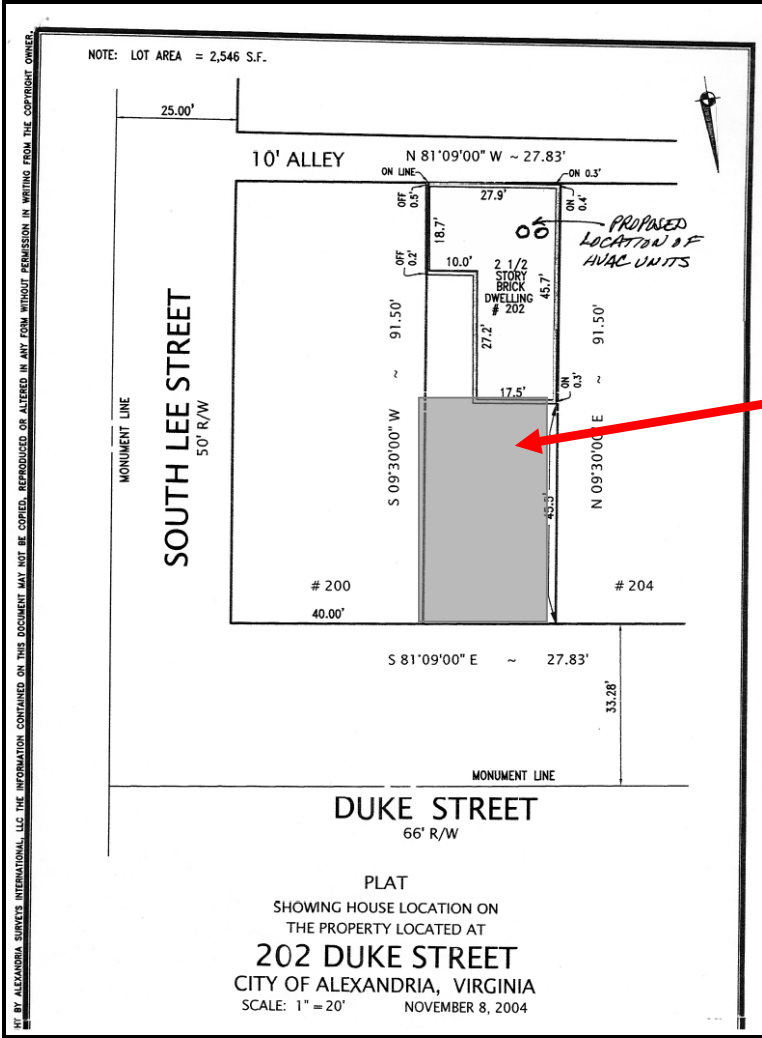 NOTE: LOT AREA = 2,546 S.F.
25.00'
10' ALLEY
N 81°09'00" W ~ 27.83'
ON LINE
ON 0.3'
OFF 0.5'
27.9'
ON 0.4'
18.7'
PROPOSED
LOCATION OF
HVAC UNITS
OFF 0.2'
10.0'
2 1/2
STORY
BRICK
DWELLING
# 202
45.7'
27.2'
S 09°30'00" W ~ 91.50'
N 09°30'00" E ~ 91.50'
17.5'
ON 0.3'
MONUMENT LINE
SOUTH LEE STREET
50' R/W
# 200
# 204
40.00'
S 81°09'00" E ~ 27.83'
33.28'
MONUMENT LINE
DUKE STREET
66' R/W
PLAT
SHOWING HOUSE LOCATION ON
THE PROPERTY LOCATED AT
202 DUKE STREET
CITY OF ALEXANDRIA, VIRGINIA
SCALE: 1" = 20' NOVEMBER 8, 2004
BY ALEXANDRIA SURVEYS INTERNATIONAL, LLC THE INFORMATION CONTAINED ON THIS DOCUMENT MAY NOT BE COPIED, REPRODUCED OR ALTERED IN ANY FORM WITHOUT PERMISSION IN WRITING FROM THE COPYRIGHT OWNER.